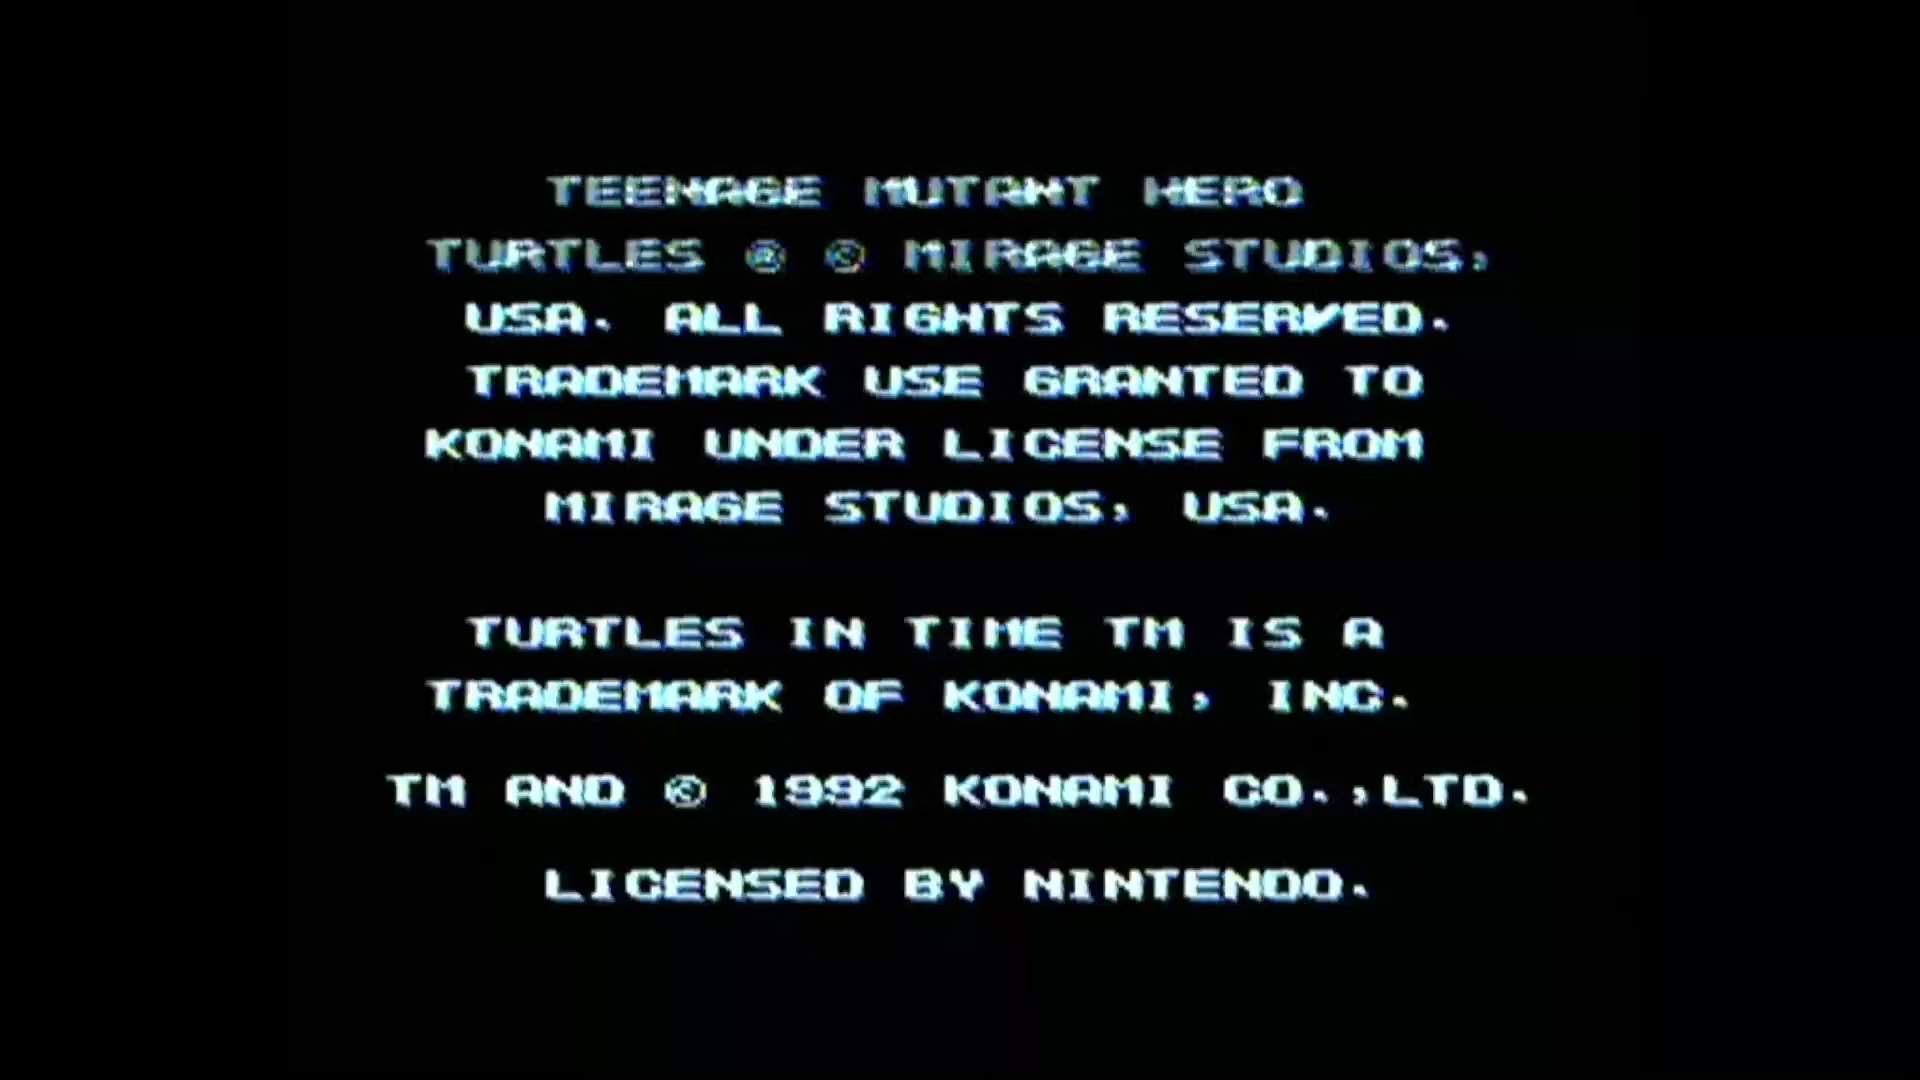 TEENAGE MUTANT HERO
TURTLES ® © MIRAGE STUDIOS,
USA. ALL RIGHTS RESERVED.
TRADEMARK USE GRANTED TO
KONAMI UNDER LICENSE FROM
MIRAGE STUDIOS, USA.
TURTLES IN TIME TM IS A
TRADEMARK OF KONAMI, INC.
TM AND © 1992 KONAMI CO.,LTD.
LICENSED BY NINTENDO.